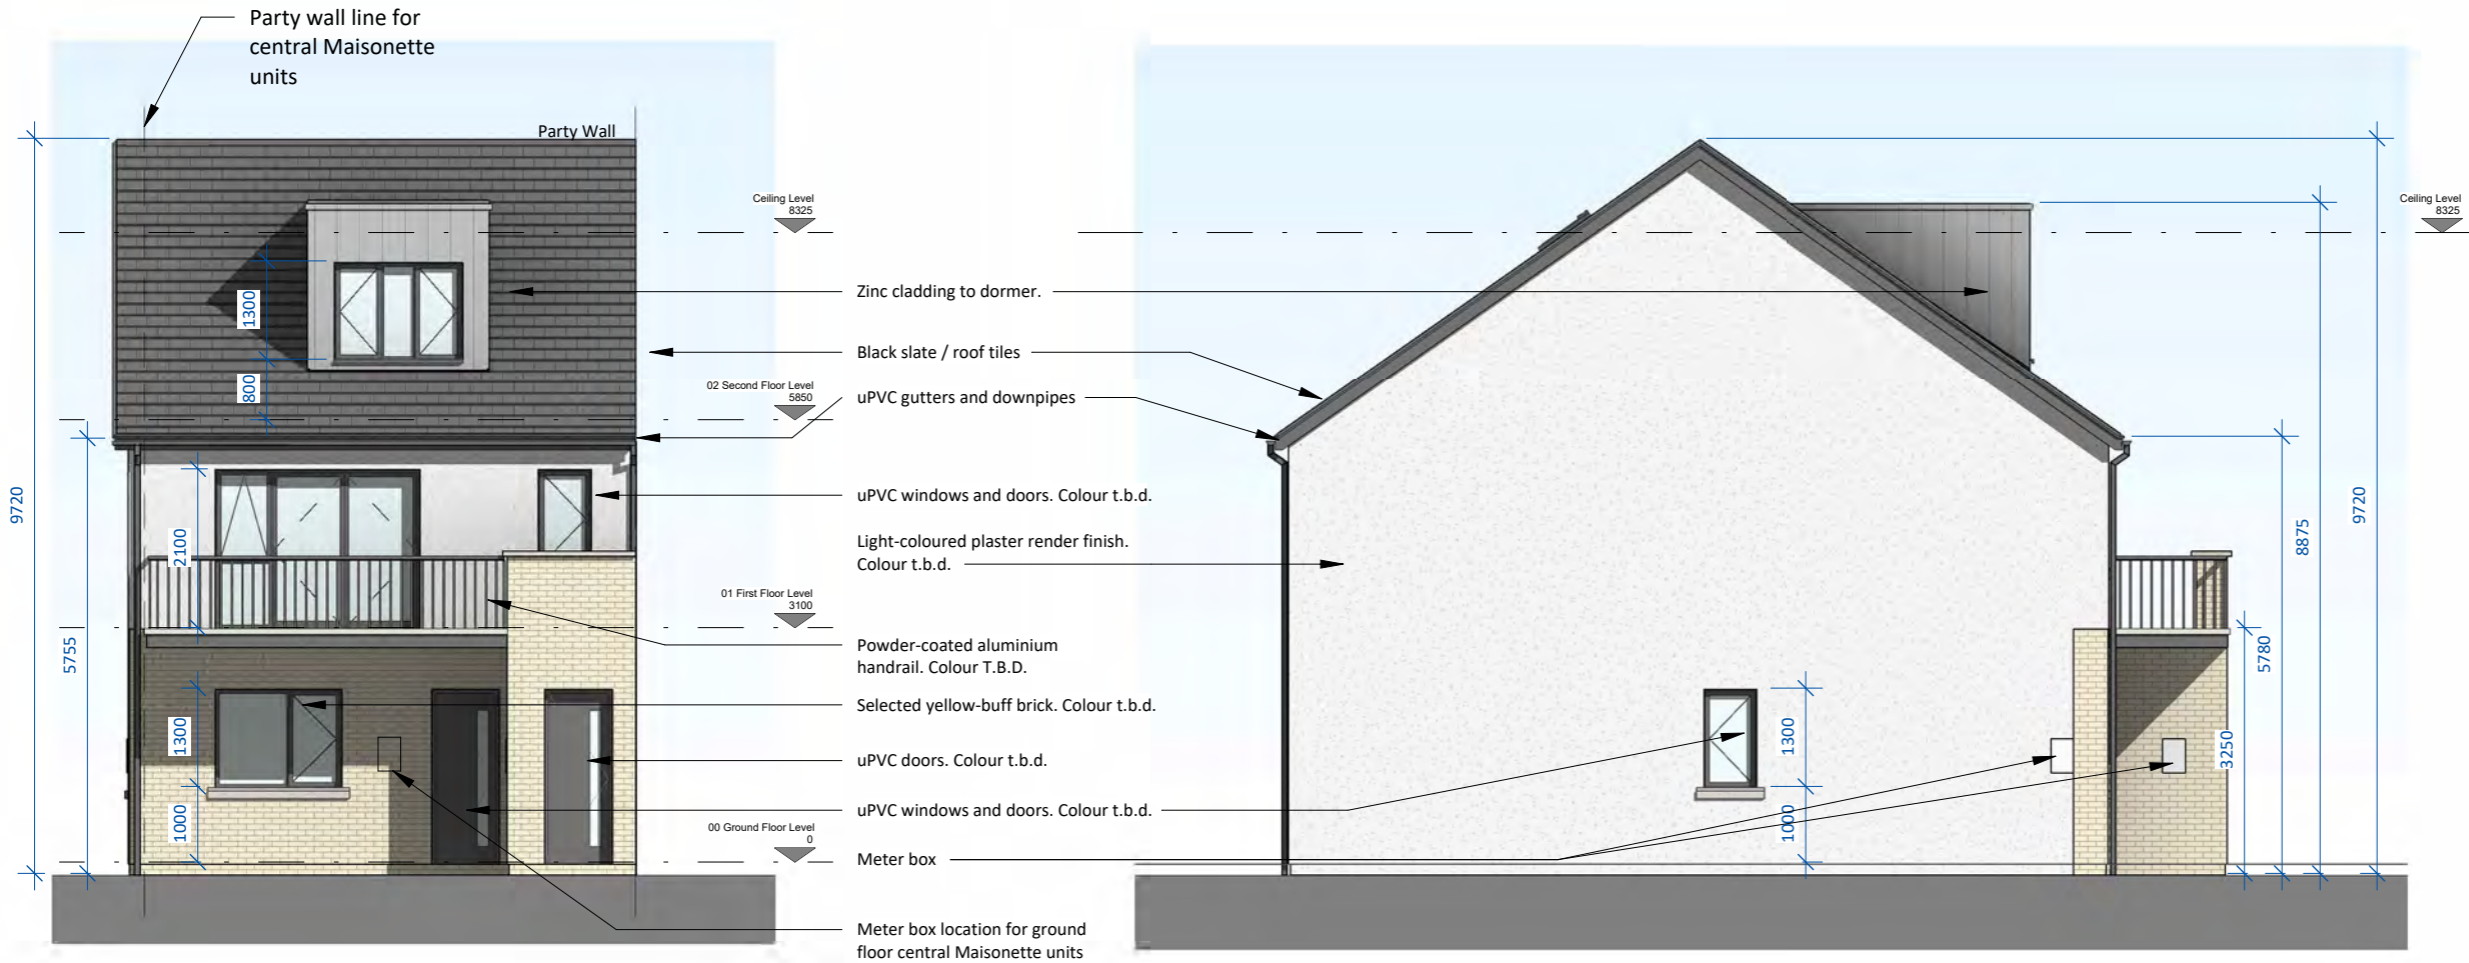 Party wall line for
central Maisonette
units
Party Wall
Ceiling Level
8325
Ceiling Level
8325
Zinc cladding to dormer.
Black slate / roof tiles
02 Second Floor Level
5850
uPVC gutters and downpipes
uPVC windows and doors. Colour t.b.d.
Light-coloured plaster render finish.
Colour t.b.d.
01 First Floor Level
3100
Powder-coated aluminium
handrail. Colour T.B.D.
Selected yellow-buff brick. Colour t.b.d.
uPVC doors. Colour t.b.d.
uPVC windows and doors. Colour t.b.d.
00 Ground Floor Level
0
Meter box
Meter box location for ground
floor central Maisonette units
9720
5755
1300
800
2100
1300
1000
1300
1000
3250
5780
8875
9720